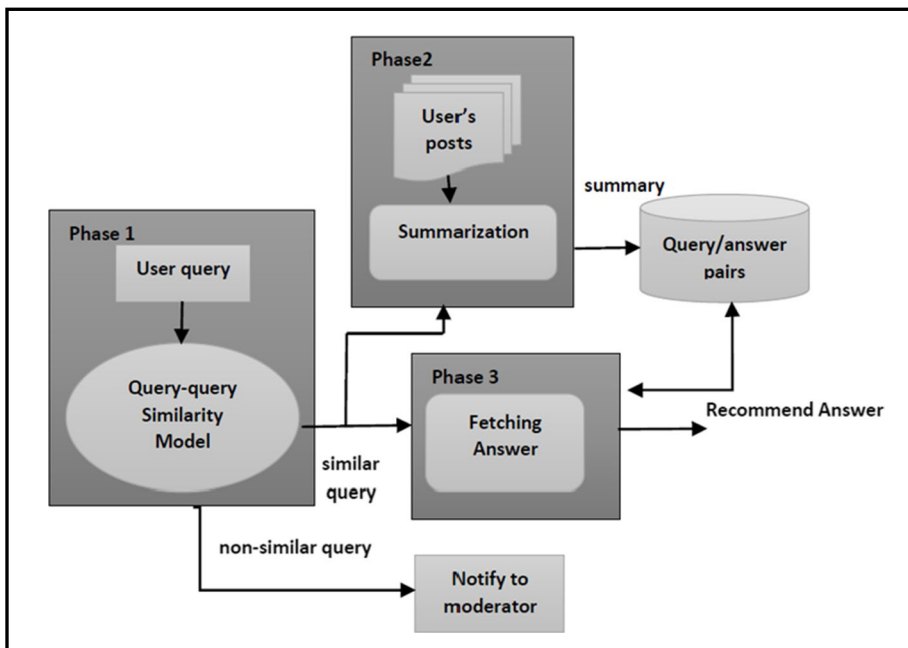 Phase2
User's
posts
summary
Summarization
Query/answer
pairs
Phase 1
User query
Query-query
Similarity
Model
Phase 3
Fetching
Answer
Recommend Answer
similar
query
non-similar query
Notify to
moderator